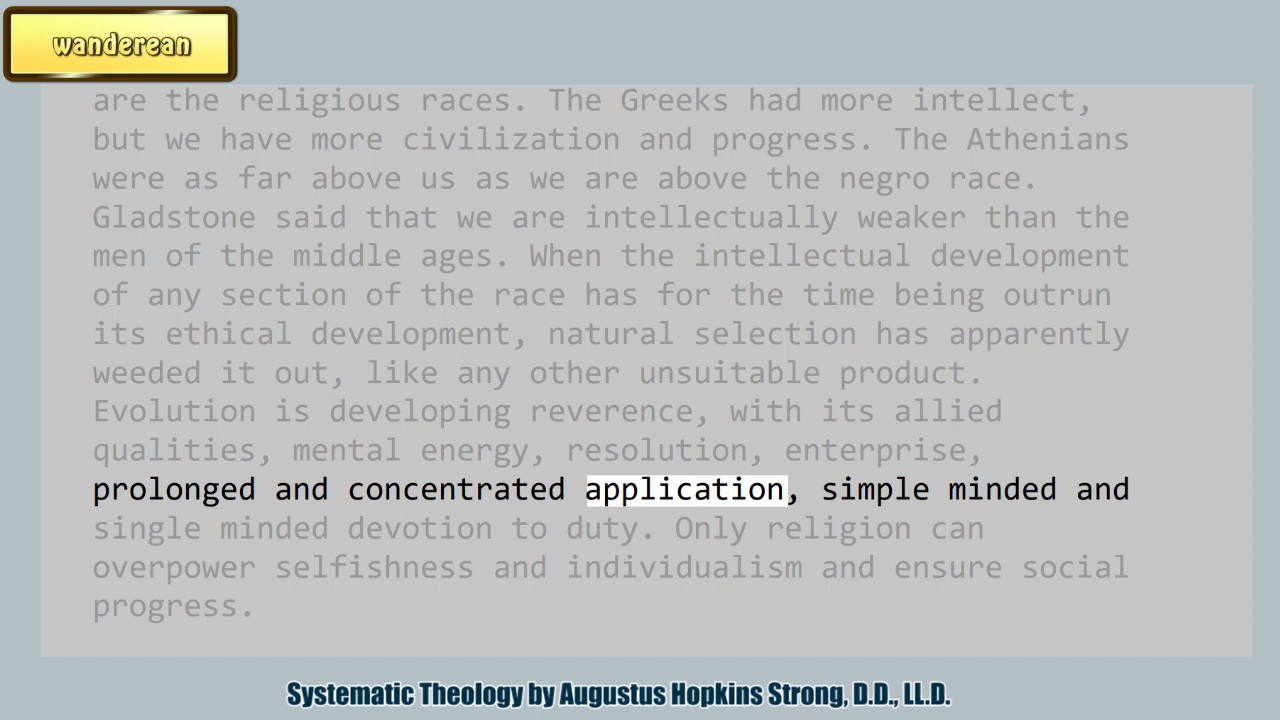 wanderean
are the religious races. The Greeks had more intellect,
but we have more civilization and progress. The Athenians
were as far above us as we are above the negro race.
Gladstone said that we are intellectually weaker than the
men of the middle ages. When the intellectual development
of any section of the race has for the time being outrun
its ethical development, natural selection has apparently
weeded it out, like any other unsuitable product.
Evolution is developing reverence, with its allied
qualities, mental energy, resolution, enterprise,
prolonged and concentrated application, simple minded and
single minded devotion to duty. Only religion can
overpower selfishness and individualism and ensure social
progress.
Systematic Theology by Augustus Hopkins Strong, D.D., LL.D.